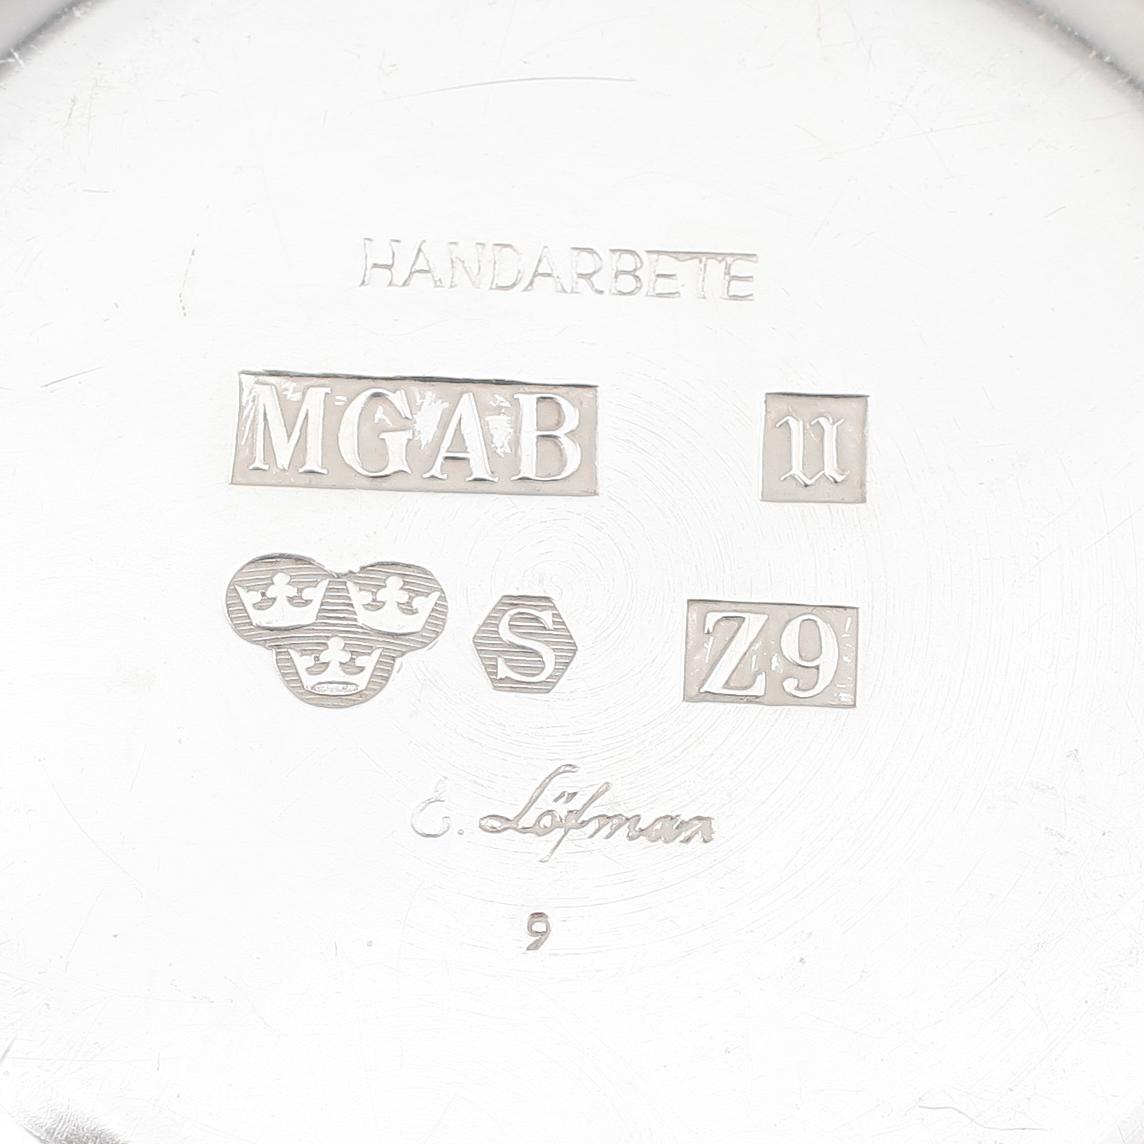 HANDARBETE
MGAB u
S Z9
E. Löfman
9